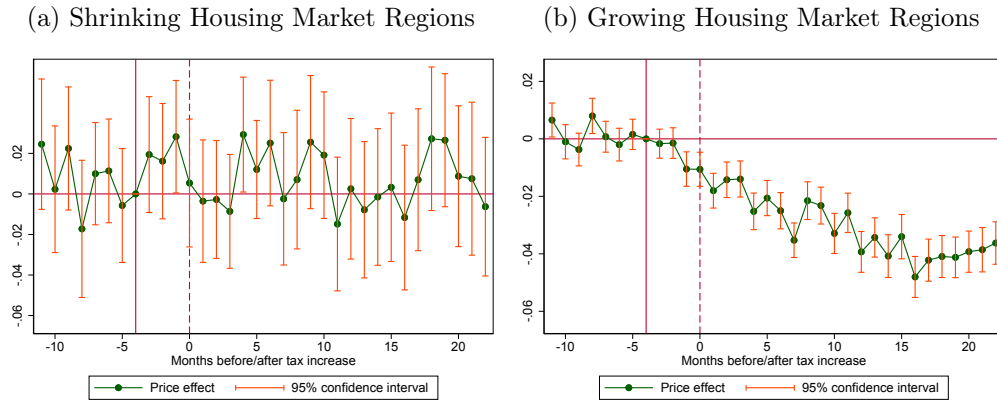 (a) Shrinking Housing Market Regions
(b) Growing Housing Market Regions
.02
0
-.02
-.04
-.06
-10 -5 0 5 10 15 20
Months before/after tax increase
Price effect 95% confidence interval
.02
0
-.02
-.04
-.06
-10 -5 0 5 10 15 20
Months before/after tax increase
Price effect 95% confidence interval